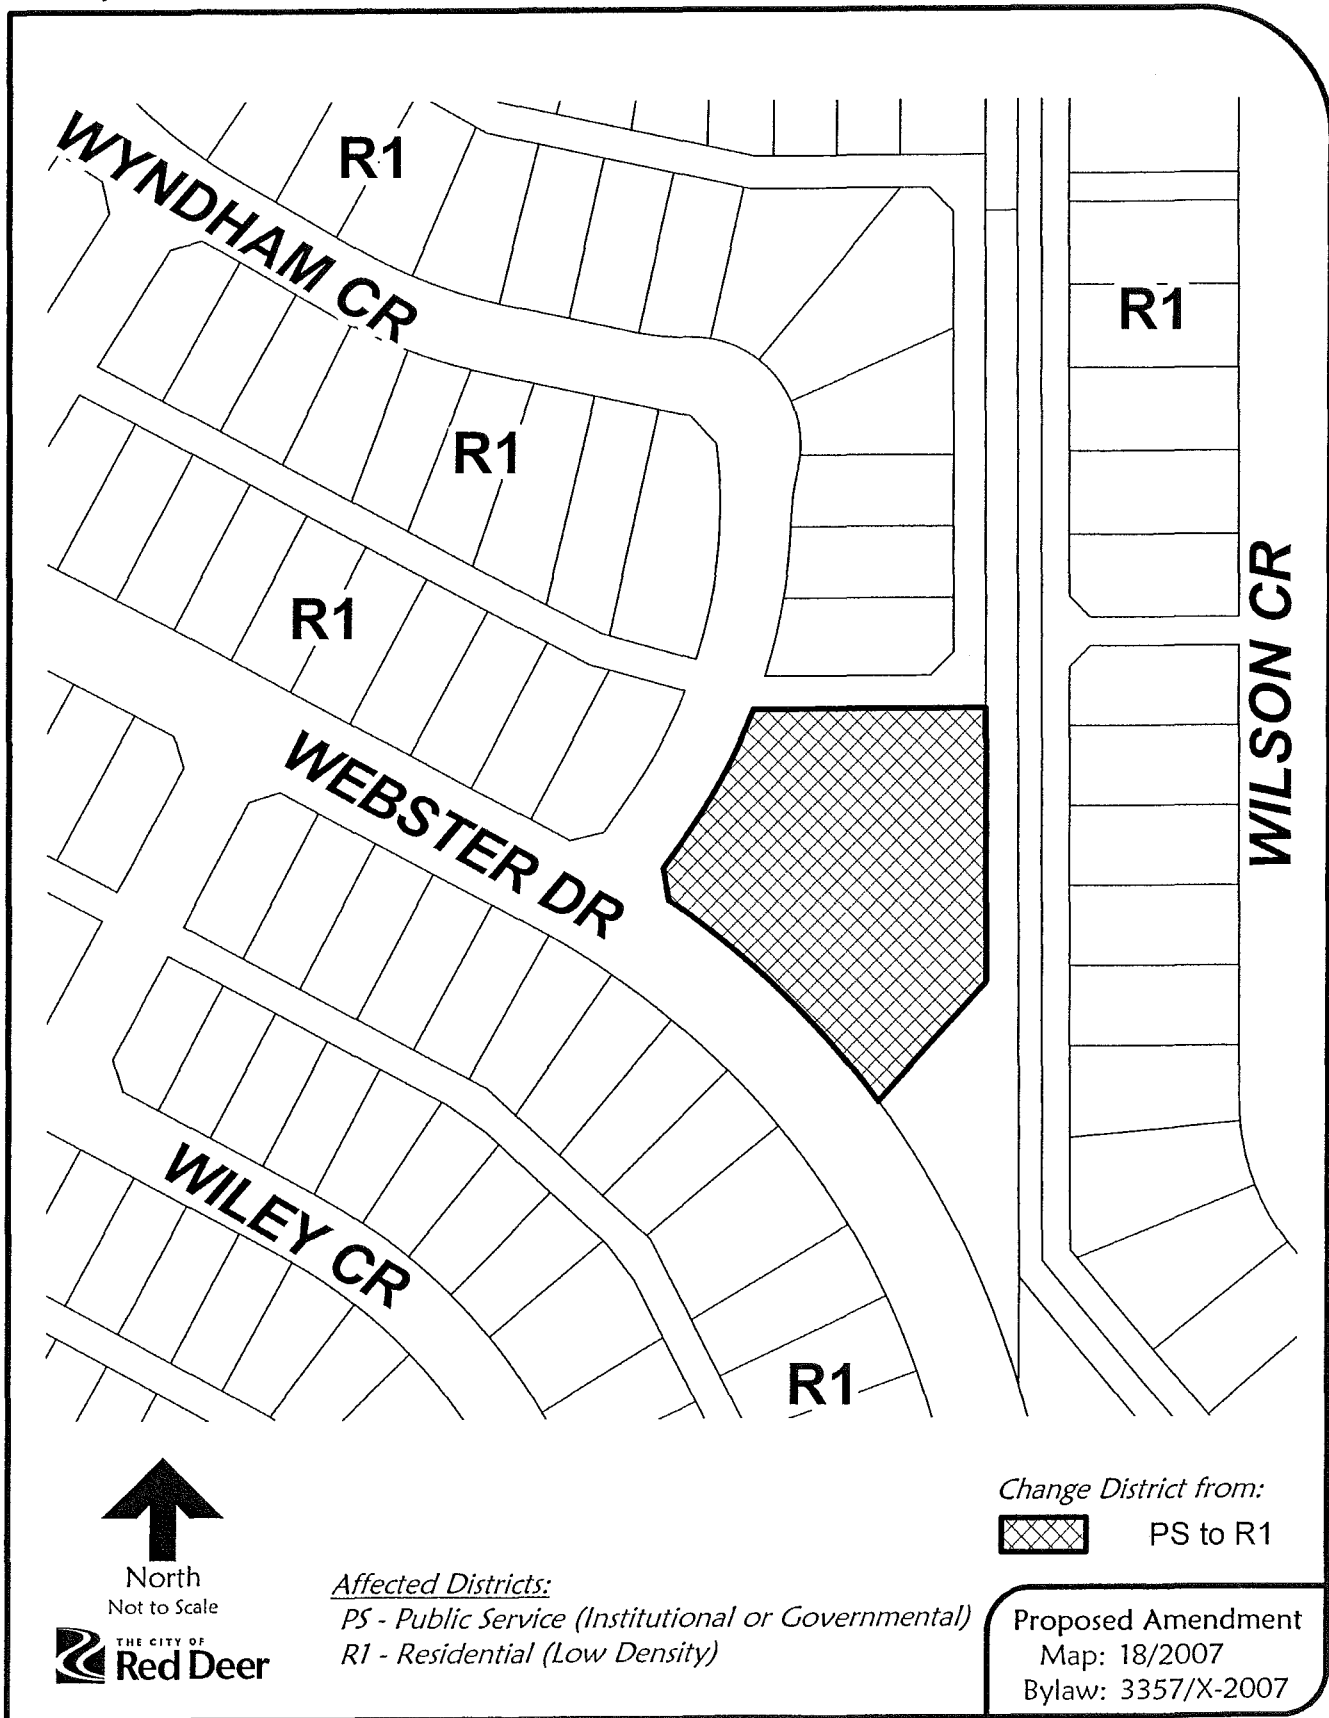 R1
WYNDHAM CR
R1
R1
R1
WILSON CR
WEBSTER DR
WILEY CR
R1
Change District from:
PS to R1
North
Not to Scale
THE CITY OF
Red Deer
Affected Districts:
PS - Public Service (Institutional or Governmental)
R1 - Residential (Low Density)
Proposed Amendment
Map: 18/2007
Bylaw: 3357/X-2007